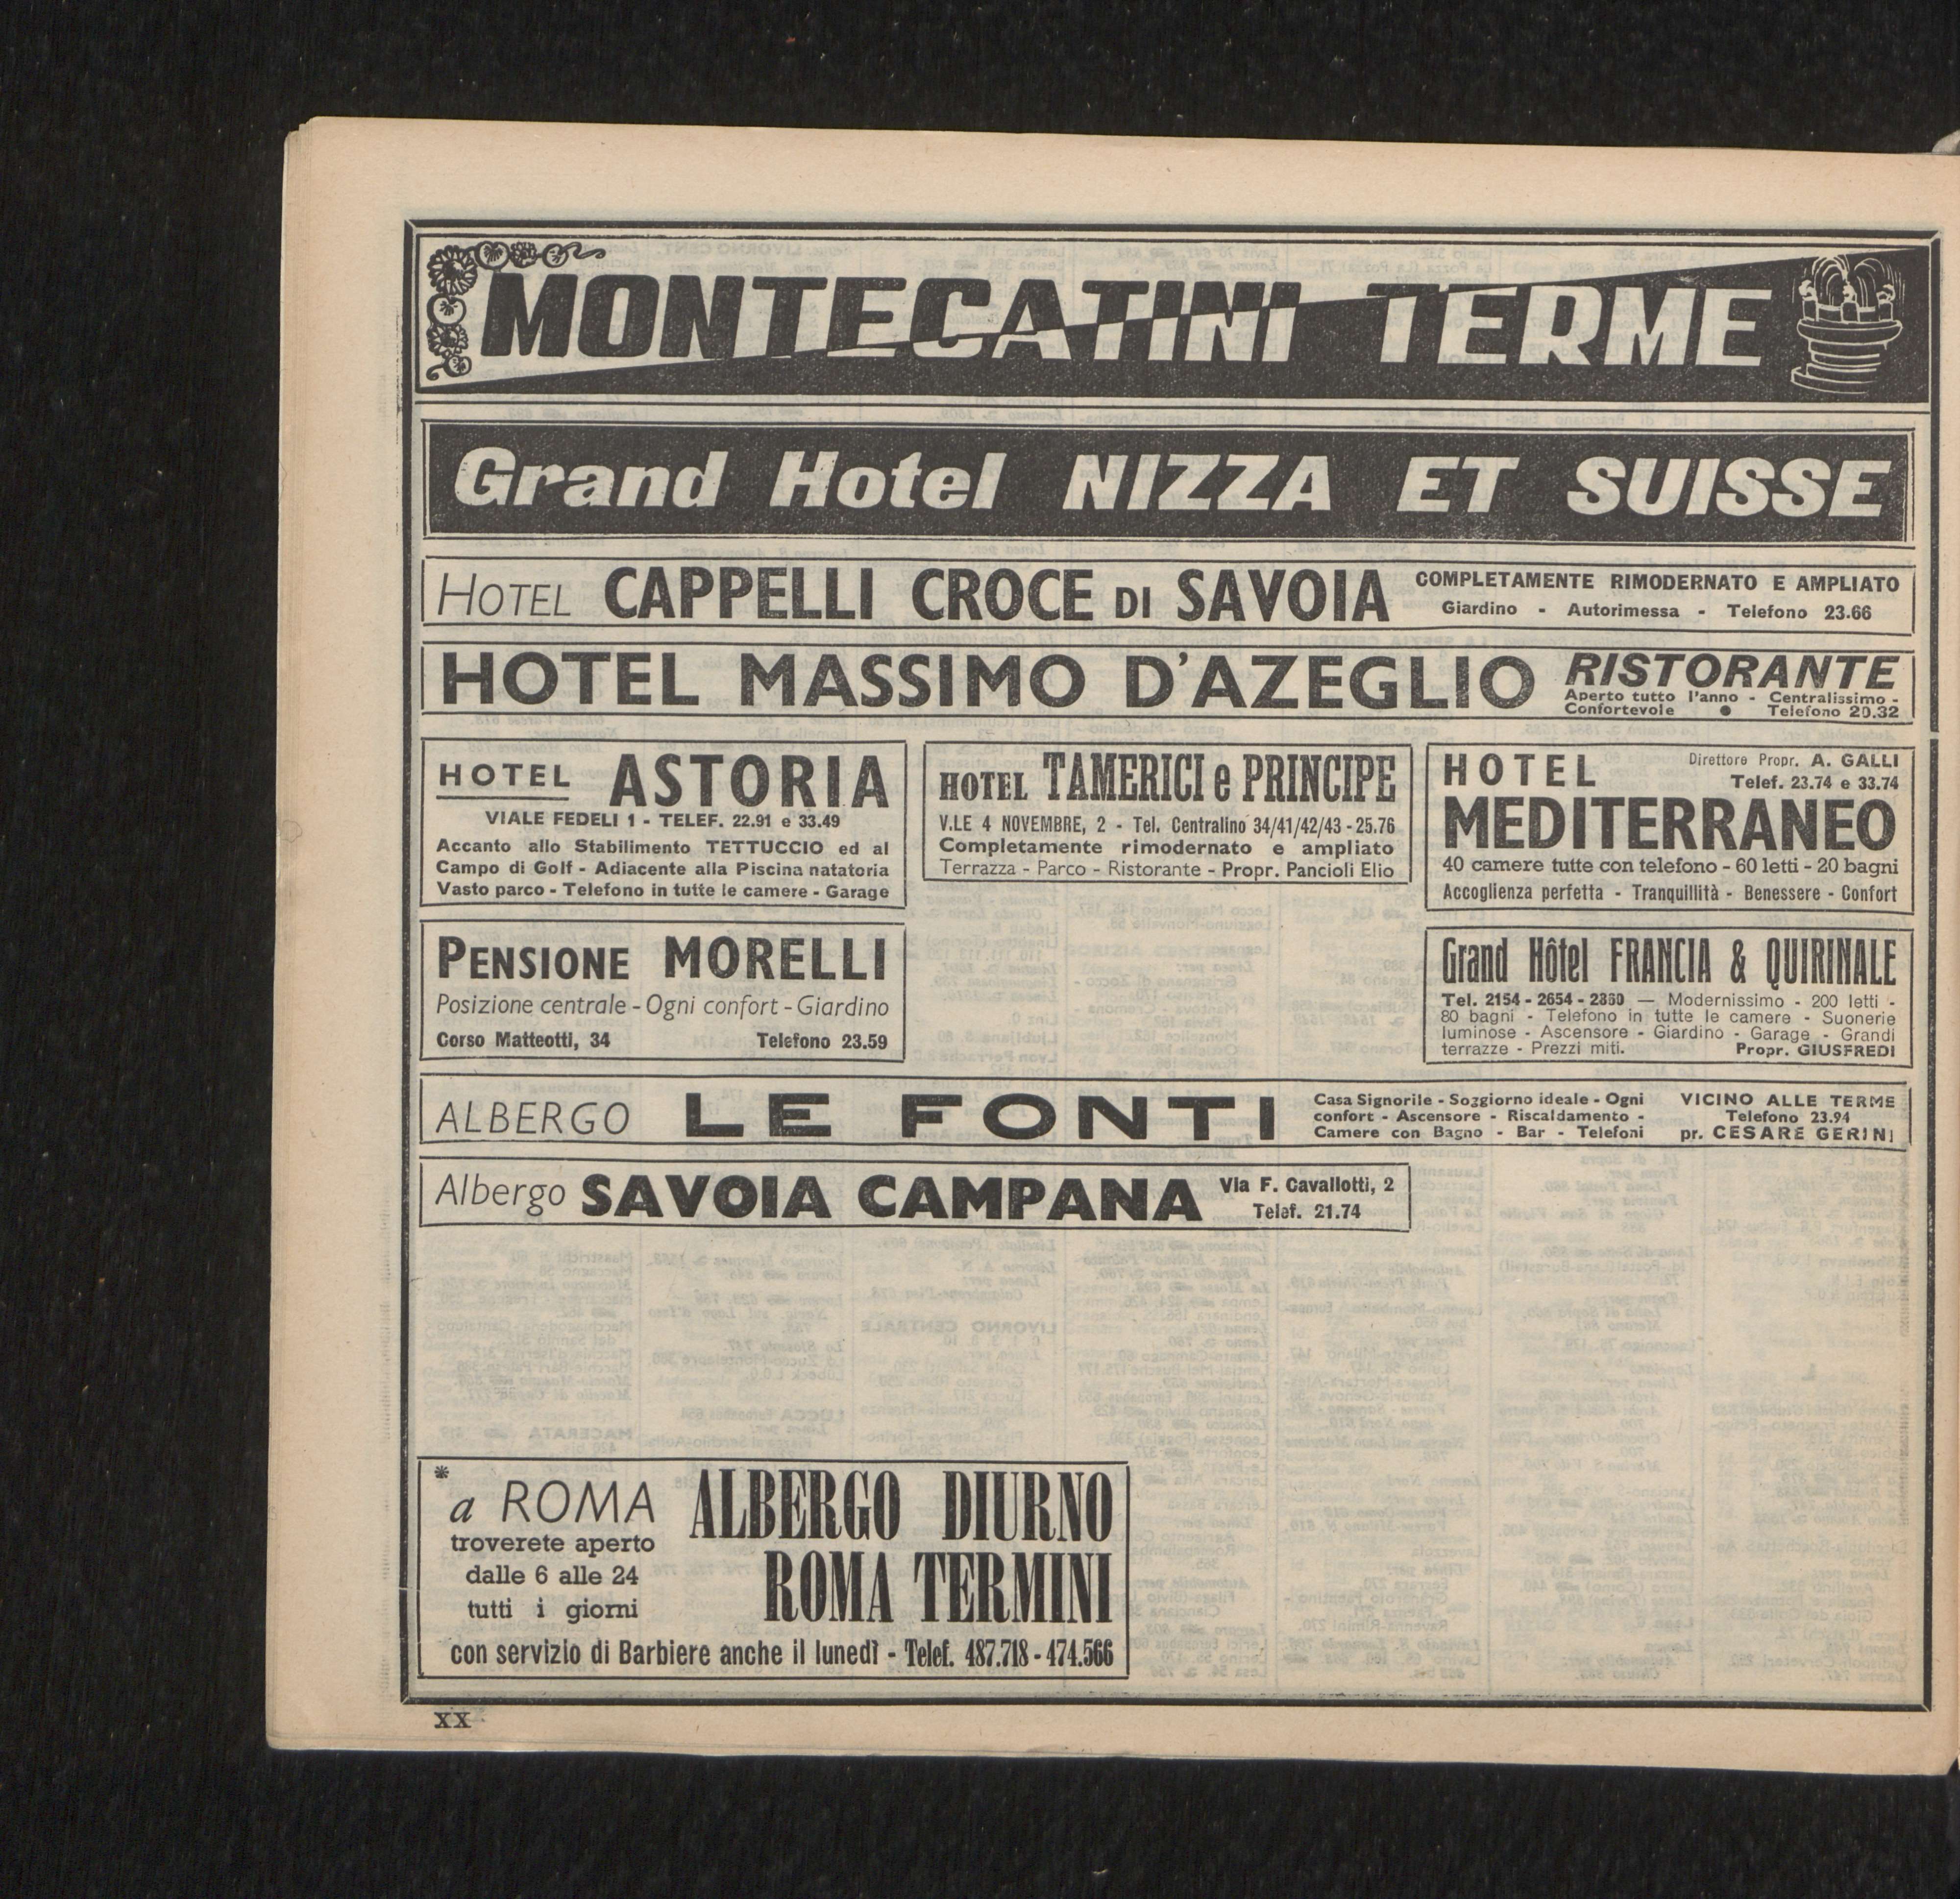 MONTECATINI TERME
Grand Hotel NIZZA ET SUISSE
HOTEL CAPPELLI CROCE DI SAVOIA
COMPLETAMENTE RIMODERNATO E AMPLIATO
Giardino - Autorimessa - Telefono 23.66
HOTEL MASSIMO D'AZEGLIO
RISTORANTE
Aperto tutto l'anno - Centralissimo -
Confortevole ● Telefono 20.32
HOTEL ASTORIA
VIALE FEDELI 1 - TELEF. 22.91 e 33.49
Accanto allo Stabilimento TETTUCCIO ed al
Campo di Golf - Adiacente alla Piscina natatoria
Vasto parco - Telefono in tutte le camere - Garage
HOTEL TAMERICI e PRINCIPE
V.LE 4 NOVEMBRE, 2 - Tel. Centralino 34/41/42/43 - 25.76
Completamente rimodernato e ampliato
Terrazza - Parco - Ristorante - Propr. Pancioli Elio
HOTEL
Direttore Propr. A. GALLI
Telef. 23.74 e 33.74
MEDITERRANEO
40 camere tutte con telefono - 60 letti - 20 bagni
Accoglienza perfetta - Tranquillità - Benessere - Confort
PENSIONE MORELLI
Posizione centrale - Ogni confort - Giardino
Corso Matteotti, 34 Telefono 23.59
Grand Hôtel FRANCIA & QUIRINALE
Tel. 2154 - 2654 - 2360 — Modernissimo - 200 letti -
80 bagni - Telefono in tutte le camere - Suonerie
luminose - Ascensore - Giardino - Garage - Grandi
terrazze - Prezzi miti. Propr. GIUSFREDI
ALBERGO LE FONTI
Casa Signorile - Soggiorno ideale - Ogni
confort - Ascensore - Riscaldamento -
Camere con Bagno - Bar - Telefoni
VICINO ALLE TERME
Telefono 23.94
pr. CESARE GERINI
Albergo SAVOIA CAMPANA
Via F. Cavallotti, 2
Telef. 21.74
*
a ROMA
troverete aperto
dalle 6 alle 24
tutti i giorni
ALBERGO DIURNO
ROMA TERMINI
con servizio di Barbiere anche il lunedì - Telef. 487.718 - 474.566
XX